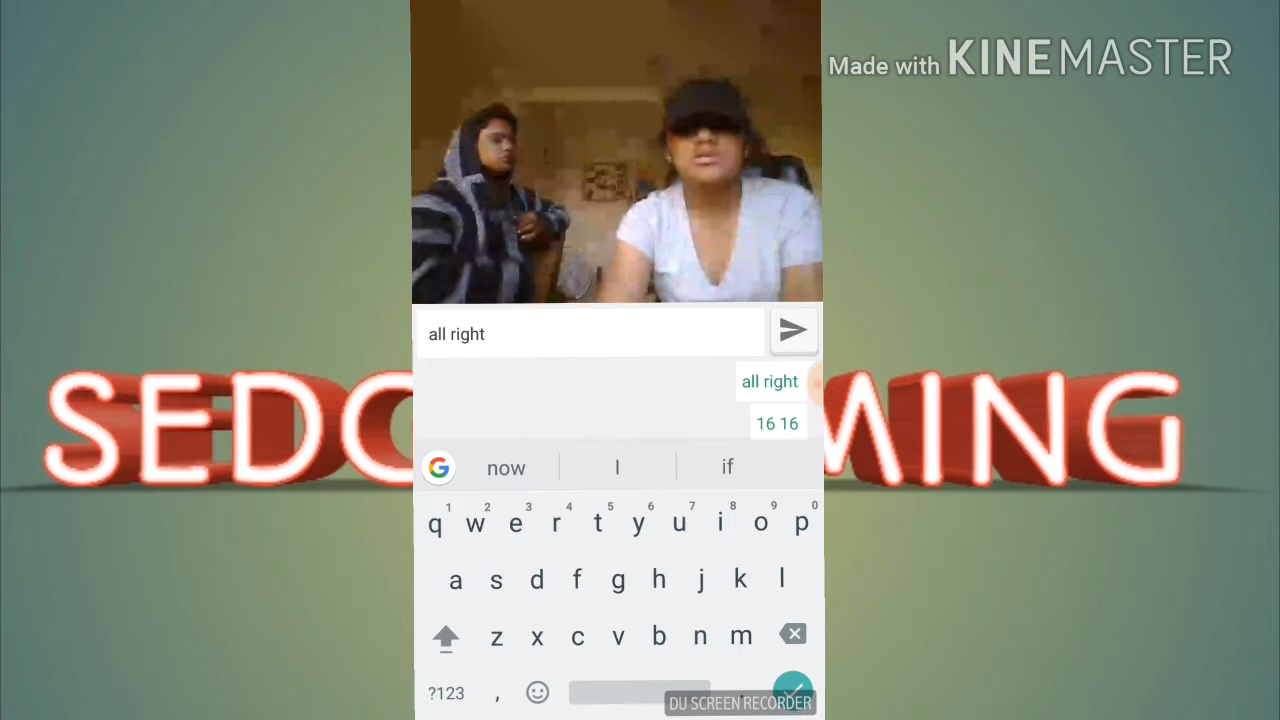 Made with KINEMASTER
all right
all right
16 16
SEDG MING
G now I if
1 2 3 4 5 6 7 8 9 0
q w e r t y u i o p
a s d f g h j k l
z x c v b n m
?123 , .
DU SCREEN RECORDER